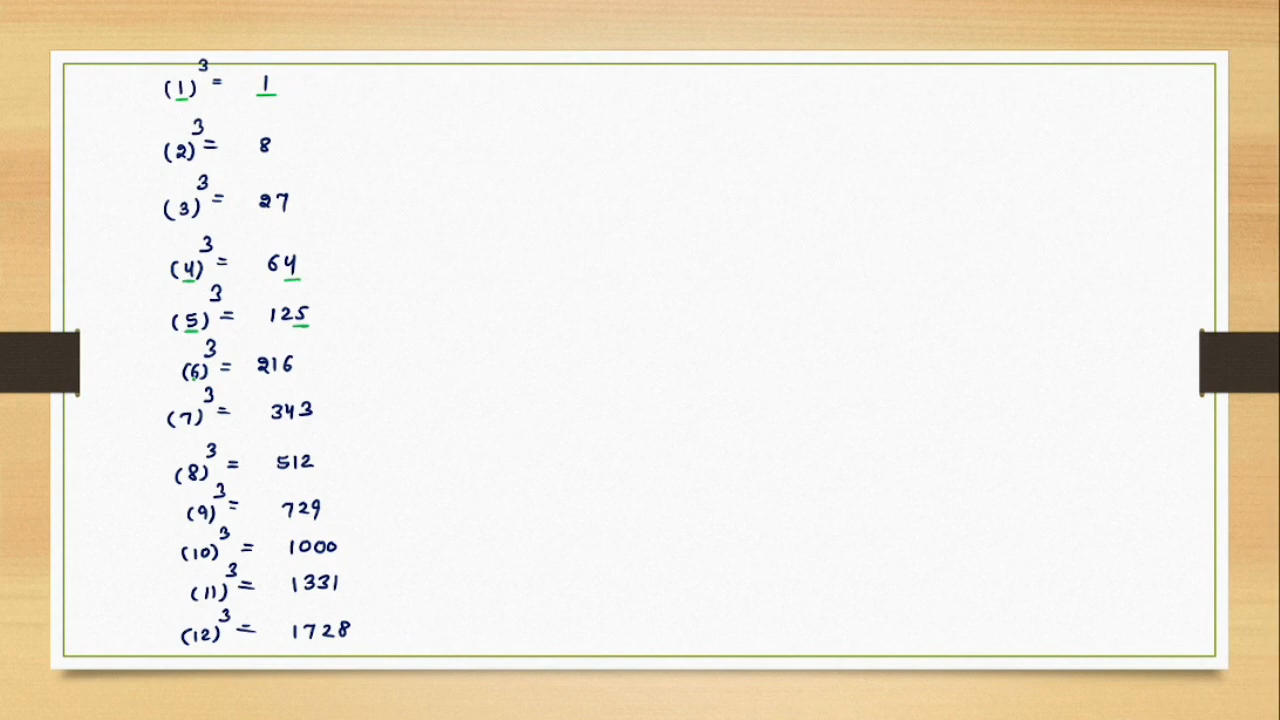 (1)³ = 1
(2)³ = 8
(3)³ = 27
(4)³ = 64
(5)³ = 125
(6)³ = 216
(7)³ = 343
(8)³ = 512
(9)³ = 729
(10)³ = 1000
(11)³ = 1331
(12)³ = 1728